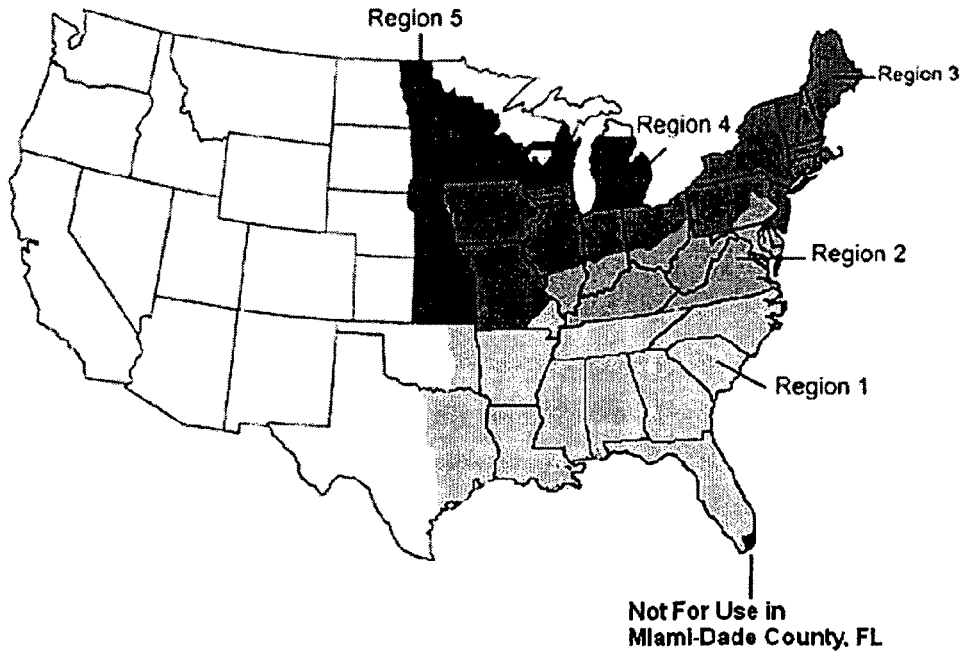 Region 5
Region 3
Region 4
Region 2
Region 1
Not For Use in
Miami-Dade County, FL